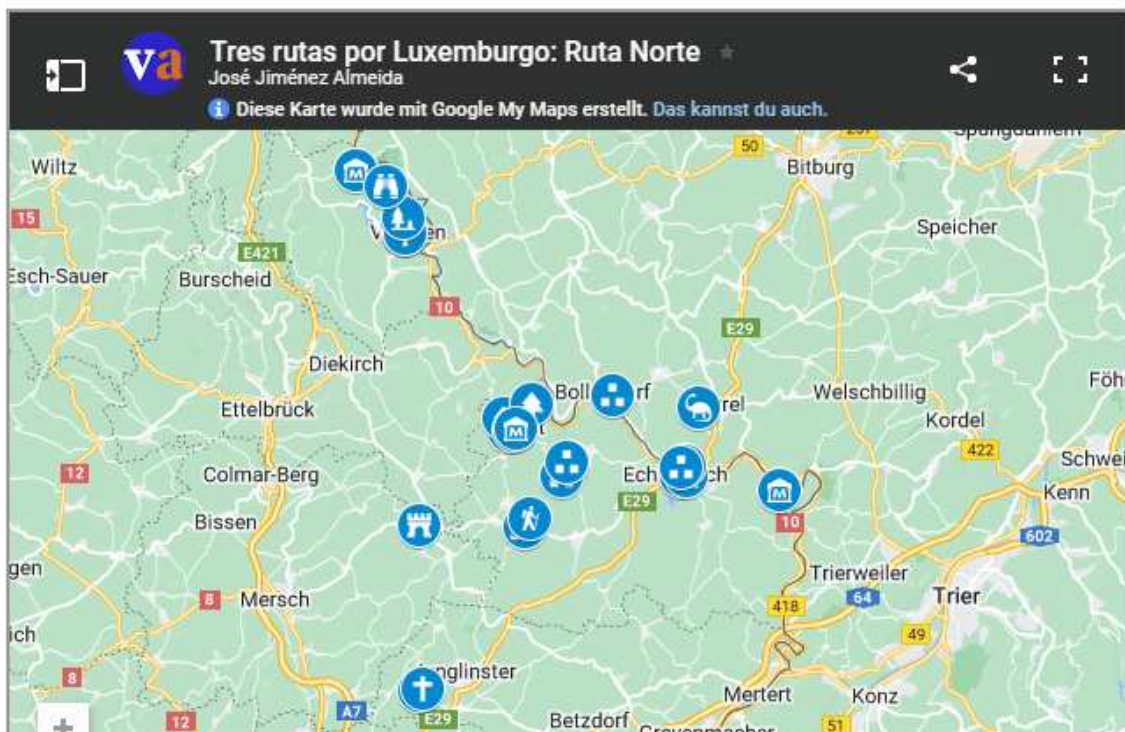 va
Tres rutas por Luxemburgo: Ruta Norte
José Jiménez Almeida
Diese Karte wurde mit Google My Maps erstellt. Das kannst du auch.
50
Wiltz
Bitburg
15
Speicher
E421
Esch-Sauer
Burscheid
10
E29
Diekirch
Welschbillig
Ettelbrück
Kordel
422
12
Colmar-Berg
E29
Kenn
Bissen
10
602
Trierweiler
8
Mersch
64
Trier
418
49
8
Mertert
Konz
A7
12
E29
Betzdorf
51